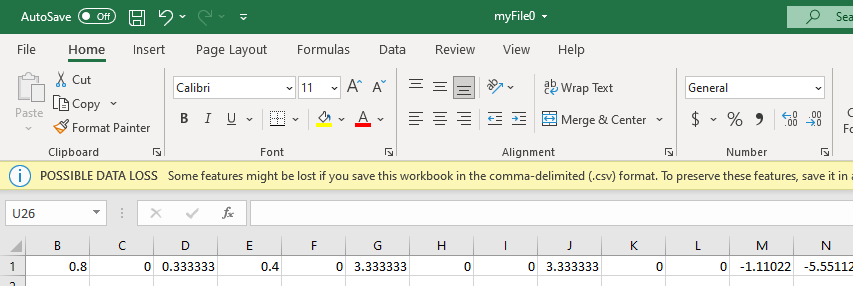 AutoSave Off myFile0 Sea
File Home Insert Page Layout Formulas Data Review View Help
Paste Cut Copy Format Painter
Clipboard
Calibri 11 A A
B I U A
Font
ab Wrap Text
Merge & Center
Alignment
General
$ % , .00
Number
POSSIBLE DATA LOSS Some features might be lost if you save this workbook in the comma-delimited (.csv) format. To preserve these features, save it in a
U26 fx
B C D E F G H I J K L M N
1 0.8 0 0.333333 0.4 0 3.333333 0 0 3.333333 0 0 -1.11022 -5.55112